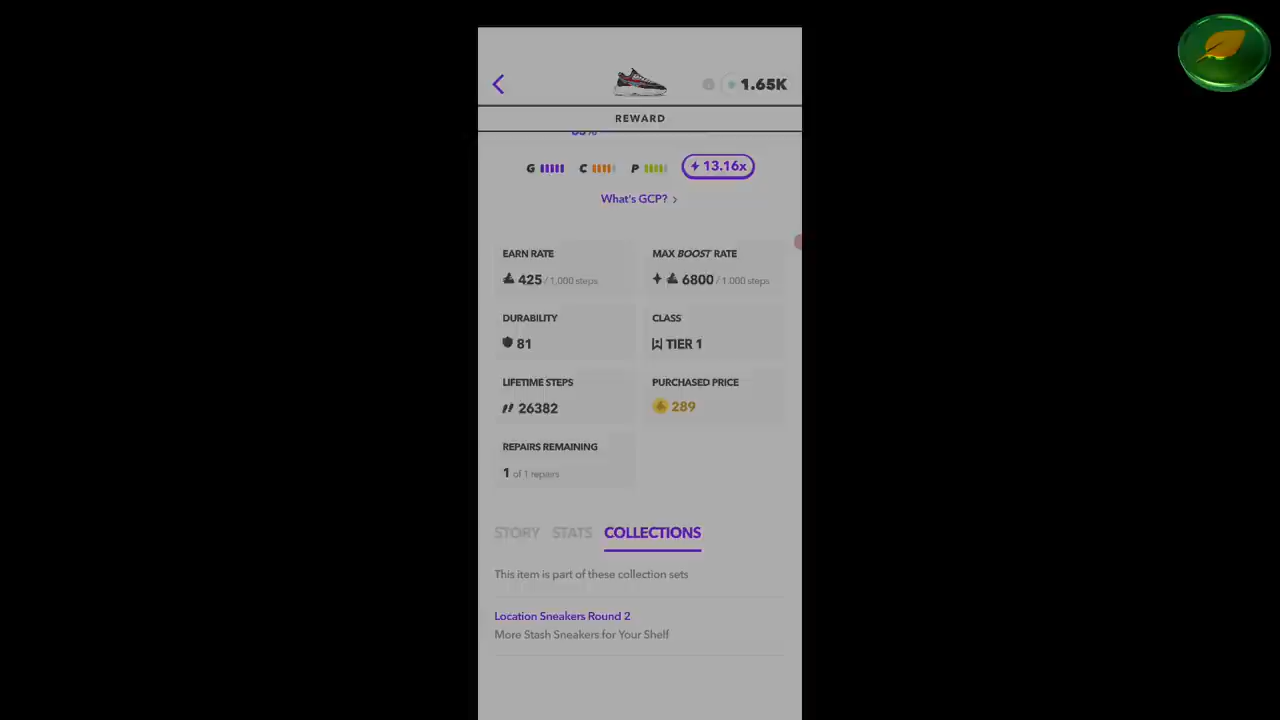 1.65K
REWARD
G C P 13.16x
What's GCP? >
EARN RATE MAX BOOST RATE
425 / 1,000 steps 6800 / 1.000 steps
DURABILITY CLASS
81 TIER 1
LIFETIME STEPS PURCHASED PRICE
26382 289
REPAIRS REMAINING
1 of 1 repairs
STORY STATS COLLECTIONS
This item is part of these collection sets
Location Sneakers Round 2
More Stash Sneakers for Your Shelf